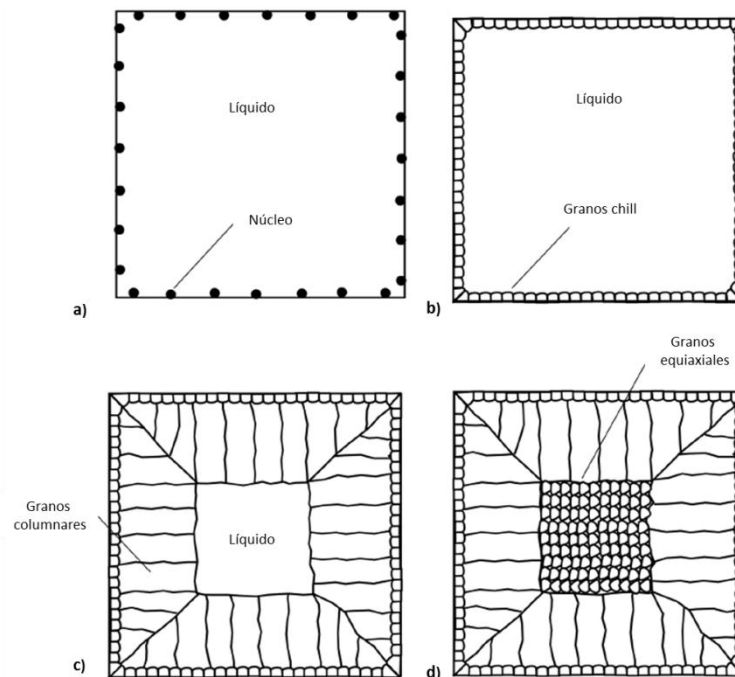 Líquido
Núcleo
a)
Líquido
Granos chill
b)
Granos
columnares
Líquido
c)
Granos
equiaxiales
d)